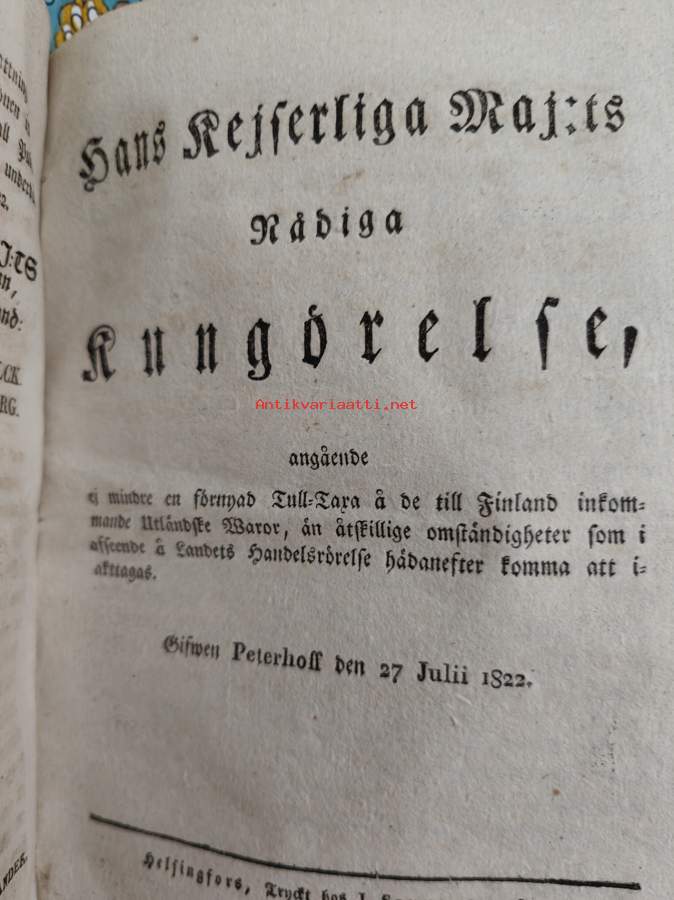 Hans Kejserliga Maj:ts
Nådiga
Kungörelse,
Antikvariaatti.net
angående
ej mindre en förnyad Tull-Taxa å de till Finland inkom-
mande Utländske Waror, än åtskillige omständigheter som i
afseende å Landets Handelsrörelse hädanefter komma att i-
akttagas.
Gifwen Peterhoff den 27 Julii 1822.
Helsingfors, Tryckt hos J.
J:TS